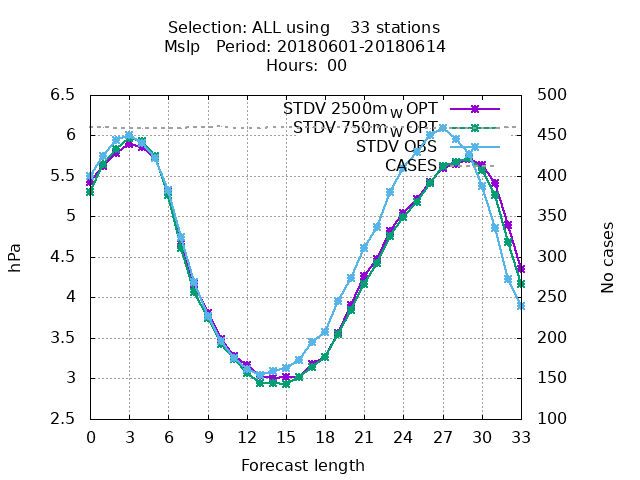 Selection: ALL using    33 stations
Mslp   Period: 20180601-20180614
Hours:  00
STDV 2500m_W OPT
STDV 750m_W OPT
STDV OBS
CASES
6.5
6
5.5
5
4.5
4
3.5
3
2.5
500
450
400
350
300
250
200
150
100
hPa
No cases
0 3 6 9 12 15 18 21 24 27 30 33
Forecast length